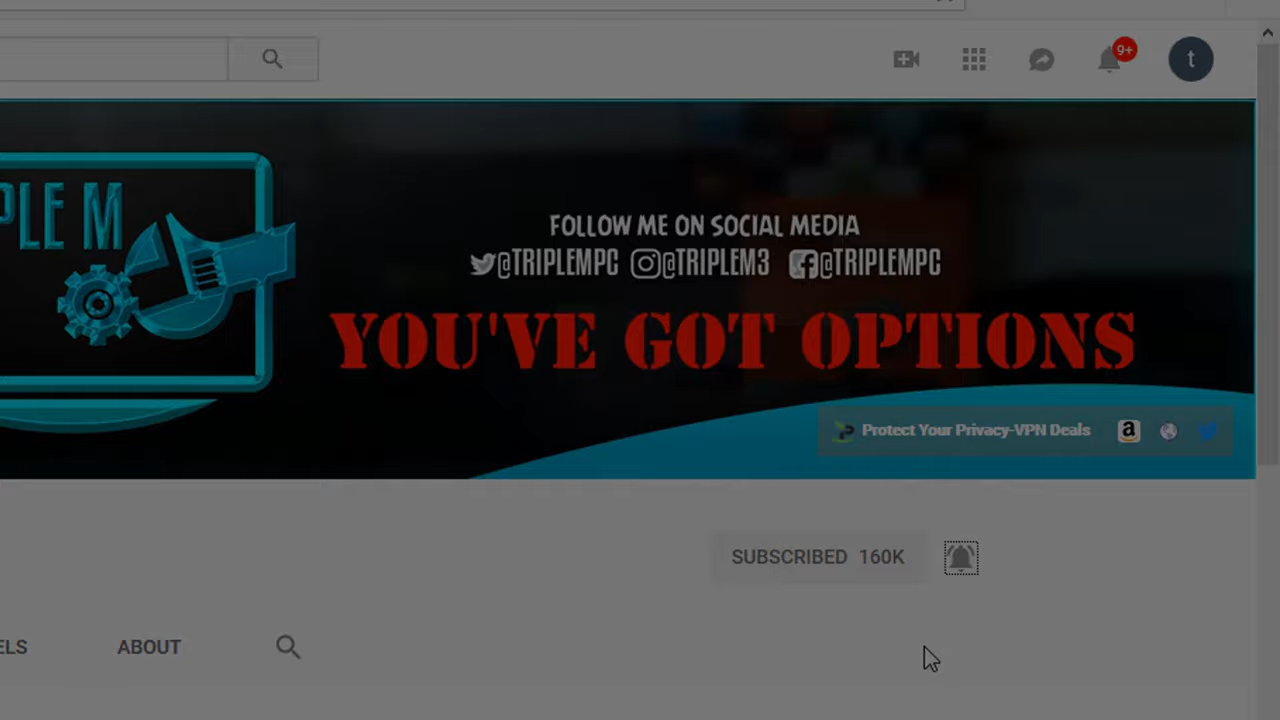 9+
t
PLE M
FOLLOW ME ON SOCIAL MEDIA
@TRIPLEMPC @TRIPLEM3 @TRIPLEMPC
YOU'VE GOT OPTIONS
Protect Your Privacy-VPN Deals
SUBSCRIBED 160K
ELS ABOUT